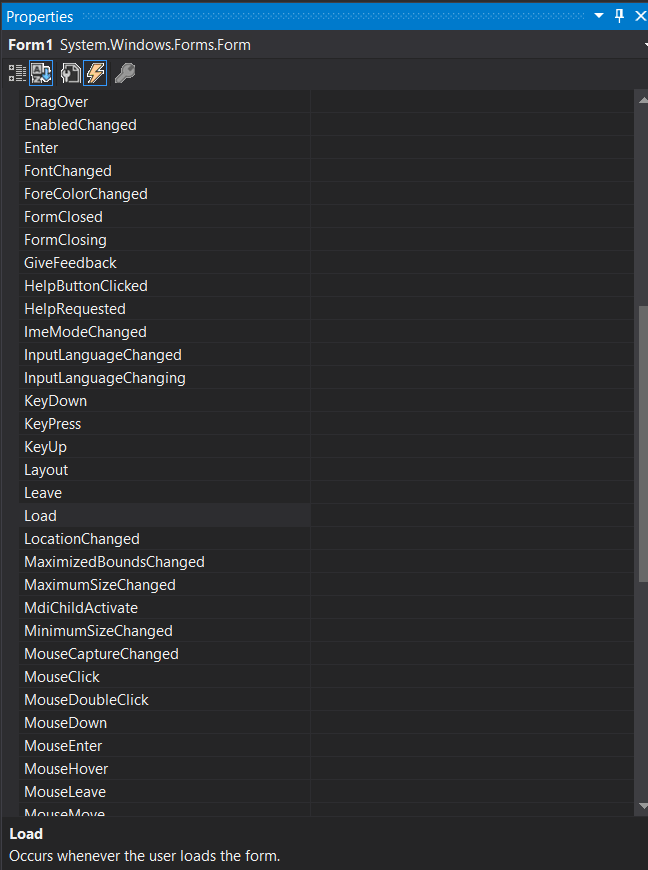 Properties
Form1 System.Windows.Forms.Form
DragOver
EnabledChanged
Enter
FontChanged
ForeColorChanged
FormClosed
FormClosing
GiveFeedback
HelpButtonClicked
HelpRequested
ImeModeChanged
InputLanguageChanged
InputLanguageChanging
KeyDown
KeyPress
KeyUp
Layout
Leave
Load
LocationChanged
MaximizedBoundsChanged
MaximumSizeChanged
MdiChildActivate
MinimumSizeChanged
MouseCaptureChanged
MouseClick
MouseDoubleClick
MouseDown
MouseEnter
MouseHover
MouseLeave
MouseMove
Load
Occurs whenever the user loads the form.